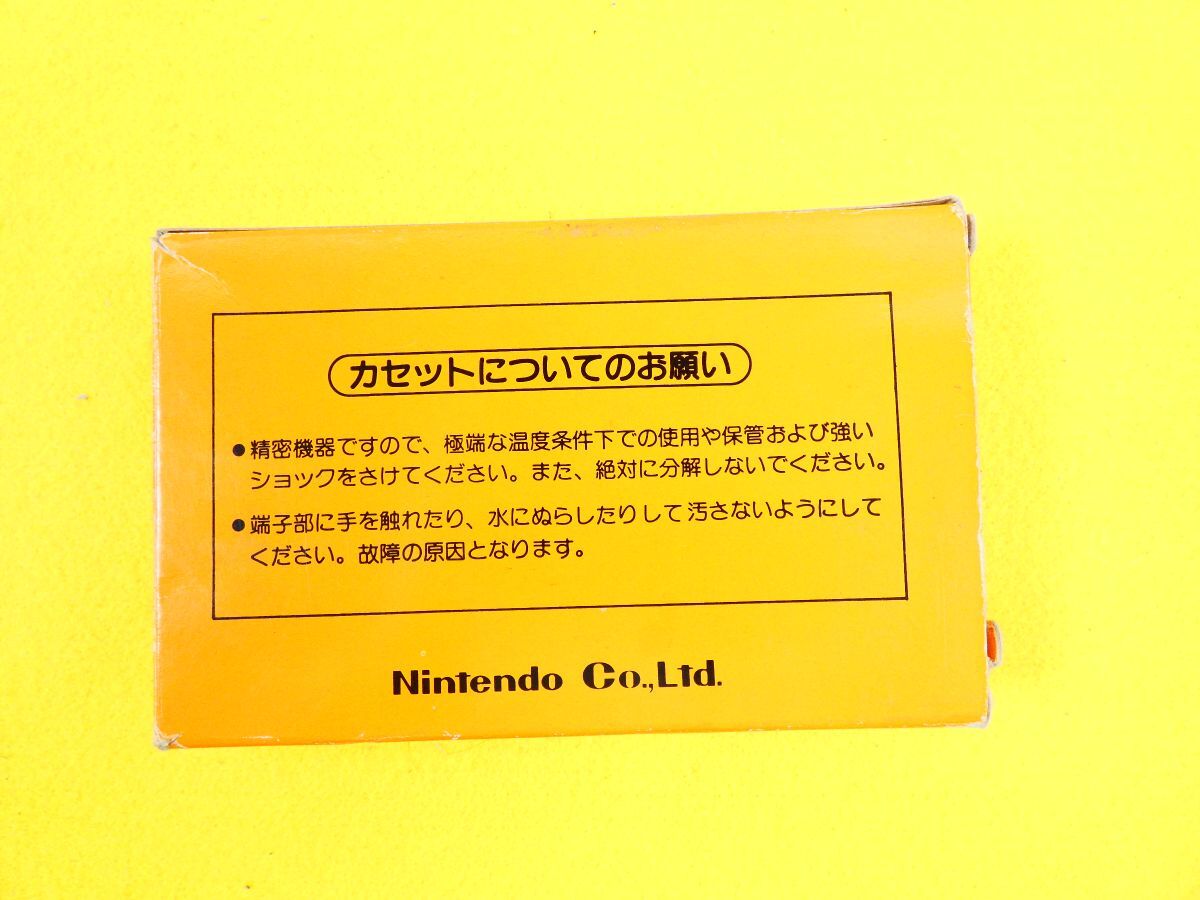 カセットについてのお願い
●精密機器ですので、極端な温度条件下での使用や保管および強い
ショックをさけてください。また、絶対に分解しないでください。
●端子部に手を触れたり、水にぬらしたりして汚さないようにして
ください。故障の原因となります。
Nintendo Co.,Ltd.